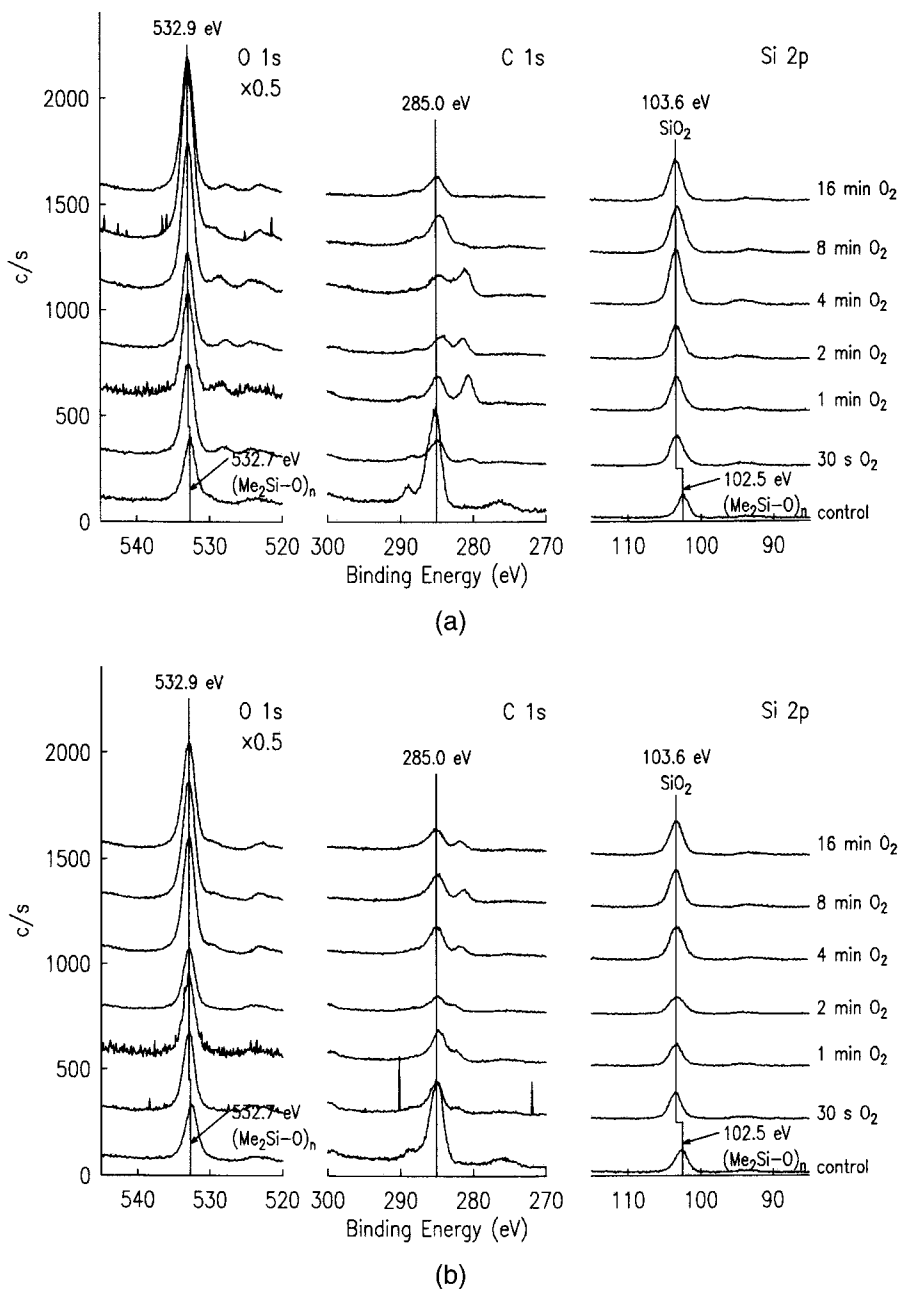 532.9 eV
O 1s
×0.5
C 1s
Si 2p
285.0 eV
103.6 eV
SiO2
2000
1500
1000
500
0
c/s
16 min O2
8 min O2
4 min O2
2 min O2
1 min O2
30 s O2
control
532.7 eV
(Me2Si-O)n
102.5 eV
(Me2Si-O)n
540 530 520
300 290 280 270
110 100 90
Binding Energy (eV)
(a)
532.9 eV
O 1s
×0.5
C 1s
Si 2p
285.0 eV
103.6 eV
SiO2
2000
1500
1000
500
0
c/s
16 min O2
8 min O2
4 min O2
2 min O2
1 min O2
30 s O2
control
532.7 eV
(Me2Si-O)n
102.5 eV
(Me2Si-O)n
540 530 520
300 290 280 270
110 100 90
Binding Energy (eV)
(b)